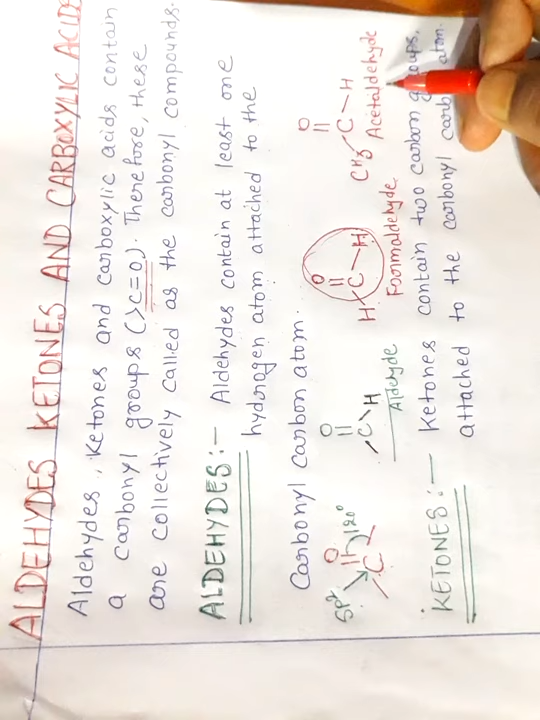 ALDEHYDES KETONES AND CARBOXYLIC ACIDS
Aldehydes, Ketones and carboxylic acids contain
a carbonyl groups (>C=O). Therefore, these
are collectively called as the carbonyl compounds.
ALDEHYDES:- Aldehydes contain at least one
hydrogen atom attached to the
Carbonyl carbon atom.
SP² O C 120°
O C H Aldehyde
O H C H Formaldehyde
O CH3 C H Acetaldehyde
KETONES:- Ketones contain two carbon groups.
attached to the carbonyl carb atom.